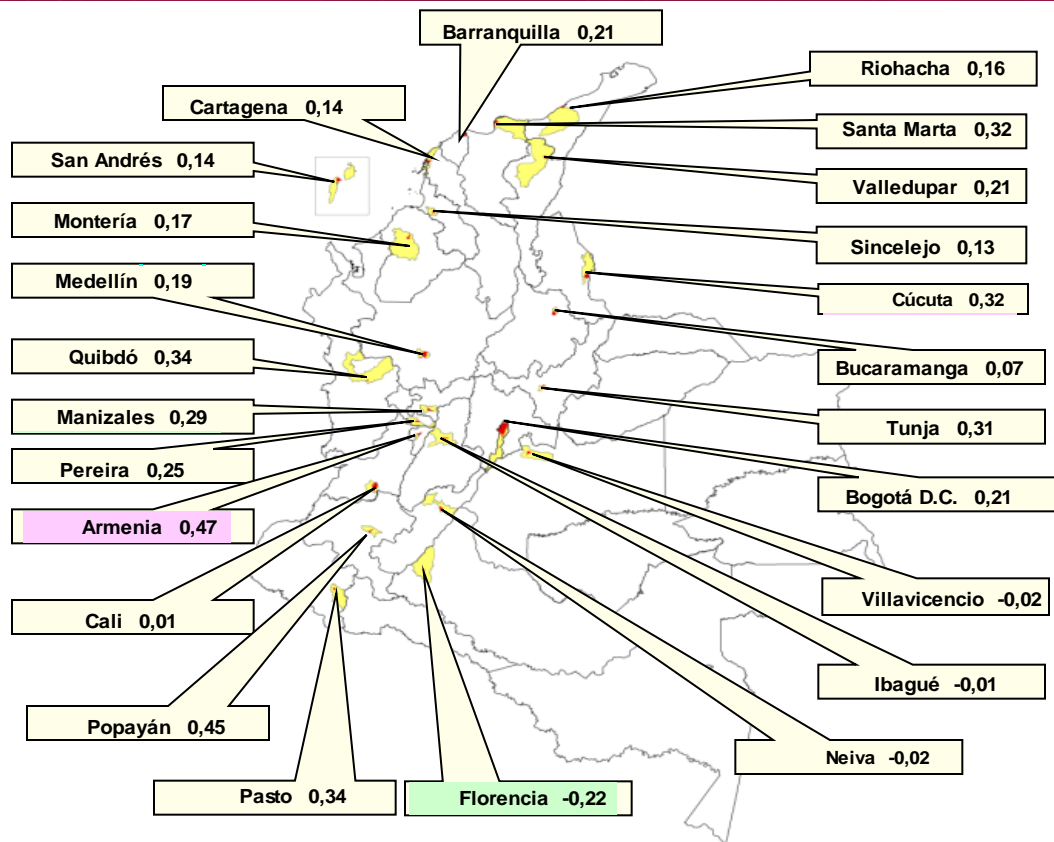 Barranquilla 0,21
Riohacha 0,16
Cartagena 0,14
Santa Marta 0,32
San Andrés 0,14
Valledupar 0,21
Montería 0,17
Sincelejo 0,13
Medellín 0,19
Cúcuta 0,32
Quibdó 0,34
Bucaramanga 0,07
Manizales 0,29
Tunja 0,31
Pereira 0,25
Bogotá D.C. 0,21
Armenia 0,47
Villavicencio -0,02
Cali 0,01
Ibagué -0,01
Popayán 0,45
Neiva -0,02
Pasto 0,34
Florencia -0,22